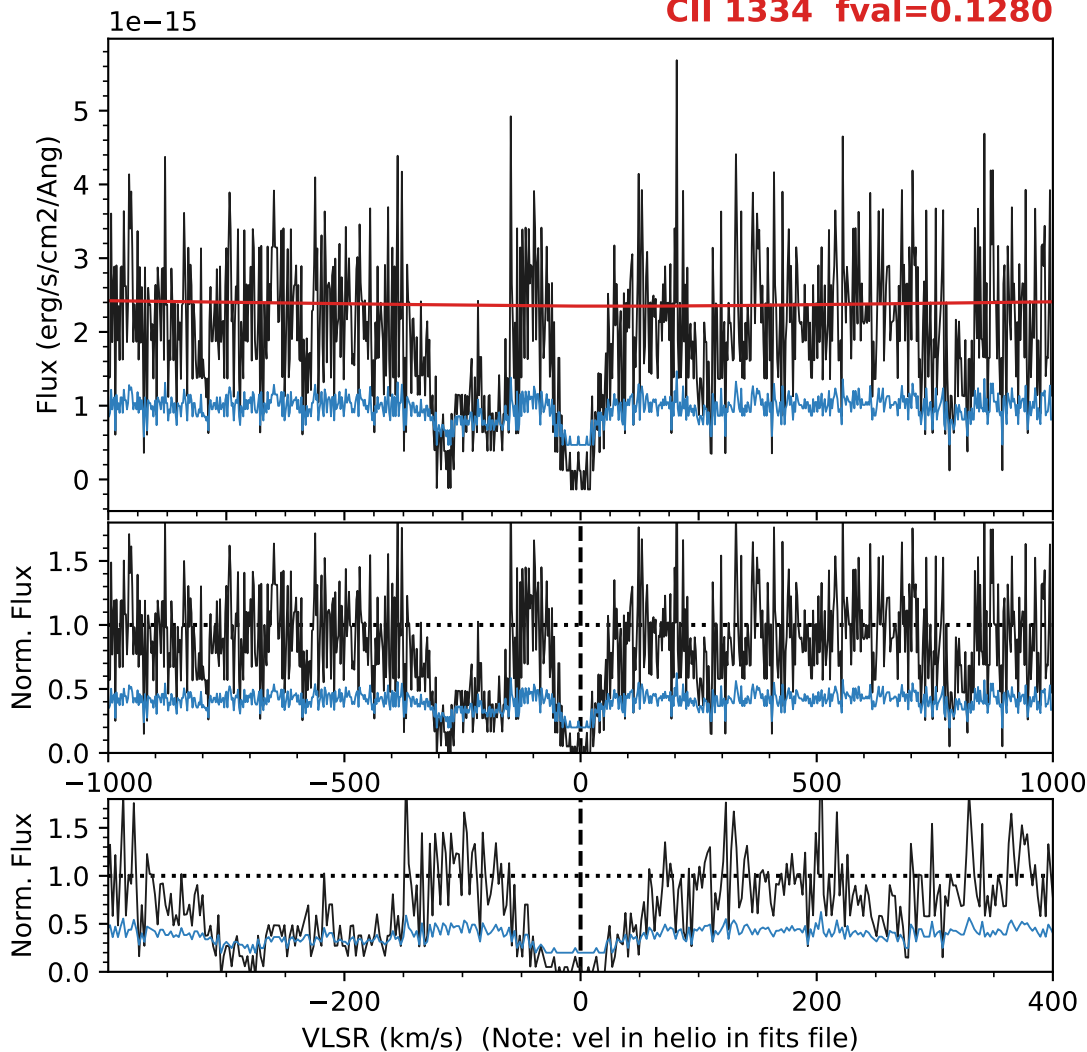 1e−15
CII 1334 fval=0.1280
Flux (erg/s/cm2/Ang)
5
4
3
2
1
0
Norm. Flux
1.5
1.0
0.5
0.0
−1000 −500 0 500 1000
Norm. Flux
1.5
1.0
0.5
0.0
−200 0 200 400
VLSR (km/s) (Note: vel in helio in fits file)